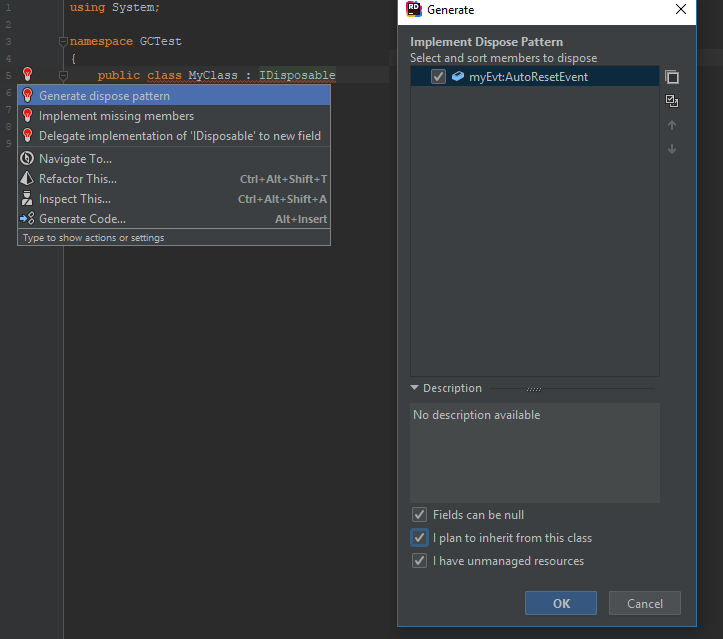 1 using System;
2
3 namespace GCTest
4 {
5 public class MyClass : IDisposable
6
7
8
9
Generate dispose pattern
Implement missing members
Delegate implementation of 'IDisposable' to new field
Navigate To...
Refactor This... Ctrl+Alt+Shift+T
Inspect This... Ctrl+Alt+Shift+A
Generate Code... Alt+Insert
Type to show actions or settings
RD Generate
Implement Dispose Pattern
Select and sort members to dispose
myEvt:AutoResetEvent
Description
No description available
Fields can be null
I plan to inherit from this class
I have unmanaged resources
OK Cancel